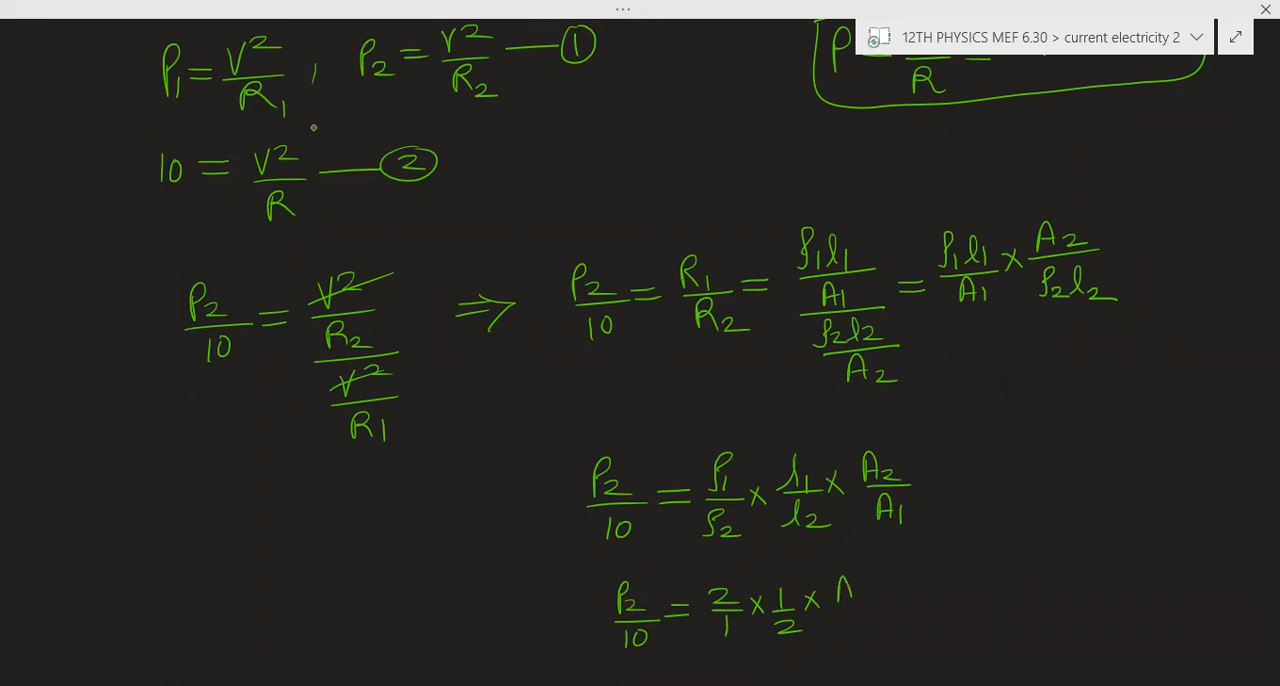 12TH PHYSICS MEF 6.30 > current electricity 2
P₁ = V²/R₁ , P₂ = V²/R₂ —— ①
P = /R =
10 = V²/R —— ②
P₂/10 = (V²/R₂)/(V²/R₁) ⇒ P₂/10 = R₁/R₂ = (ρ₁l₁/A₁)/(ρ₂l₂/A₂) = ρ₁l₁/A₁ × A₂/ρ₂l₂
P₂/10 = ρ₁/ρ₂ × l₁/l₂ × A₂/A₁
P₂/10 = 2/1 × 1/2 ×